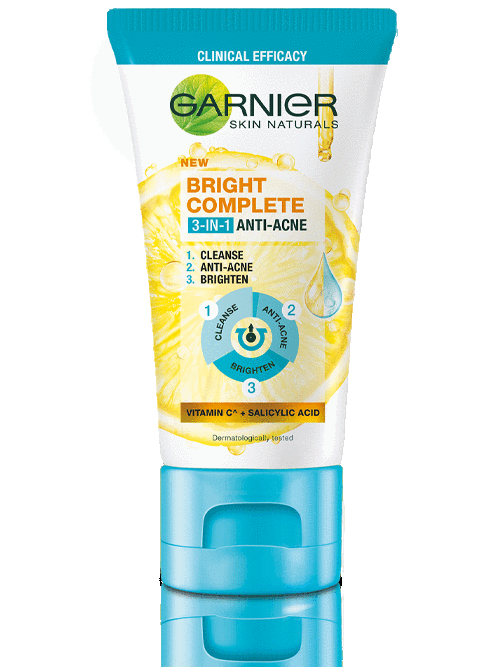 CLINICAL EFFICACY
GARNIER
SKIN NATURALS
NEW
BRIGHT
COMPLETE
3-IN-1 ANTI-ACNE
1. CLEANSE
2. ANTI-ACNE
3. BRIGHTEN
1 CLEANSE
2 ANTI-ACNE
3 BRIGHTEN
VITAMIN C^ + SALICYLIC ACID
Dermatologically tested